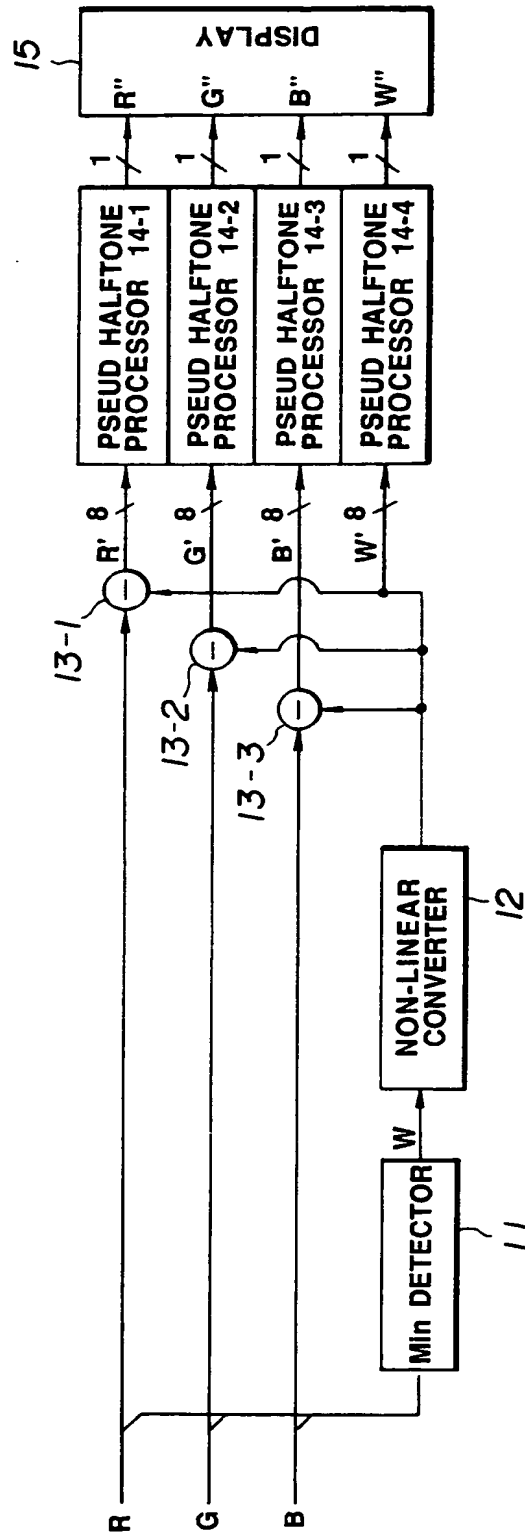 R
G
B
Min DETECTOR
11
W
NON-LINEAR
CONVERTER
12
13-1
13-2
13-3
R' 8
G' 8
B' 8
W' 8
PSEUD HALFTONE
PROCESSOR 14-1
PSEUD HALFTONE
PROCESSOR 14-2
PSEUD HALFTONE
PROCESSOR 14-3
PSEUD HALFTONE
PROCESSOR 14-4
1
1
1
1
15
R"
G"
B"
W"
DISPLAY